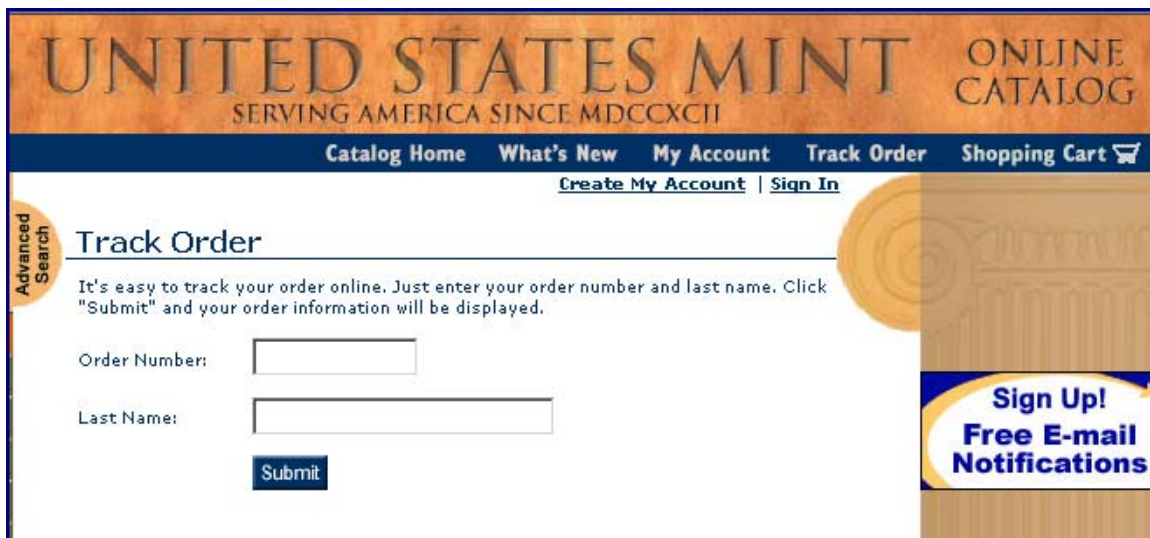 UNITED STATES MINT
SERVING AMERICA SINCE MDCCXCII
ONLINE
CATALOG
Catalog Home What's New My Account Track Order Shopping Cart
Create My Account | Sign In
Advanced
Search
Track Order
It's easy to track your order online. Just enter your order number and last name. Click
"Submit" and your order information will be displayed.
Order Number:
Last Name:
Submit
Sign Up!
Free E-mail
Notifications